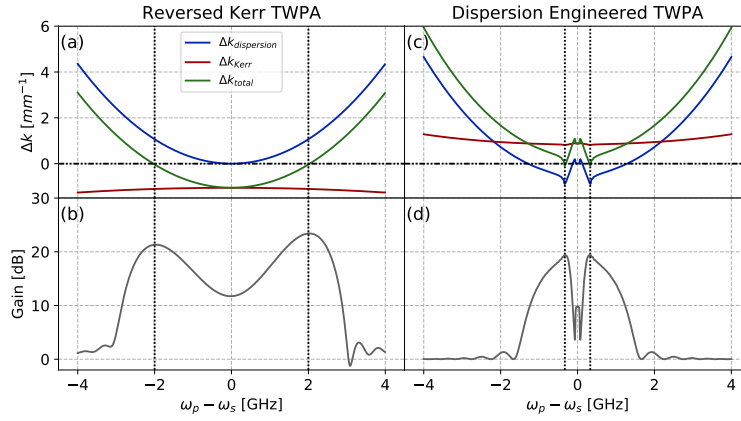 Reversed Kerr TWPA
Dispersion Engineered TWPA
(a)
Δk_dispersion
Δk_Kerr
Δk_total
(c)
Δk [mm⁻¹]
6
4
2
0
30
(b)
(d)
Gain [dB]
20
10
0
−4 −2 0 2 4
−4 −2 0 2 4
ω_p − ω_s [GHz]
ω_p − ω_s [GHz]